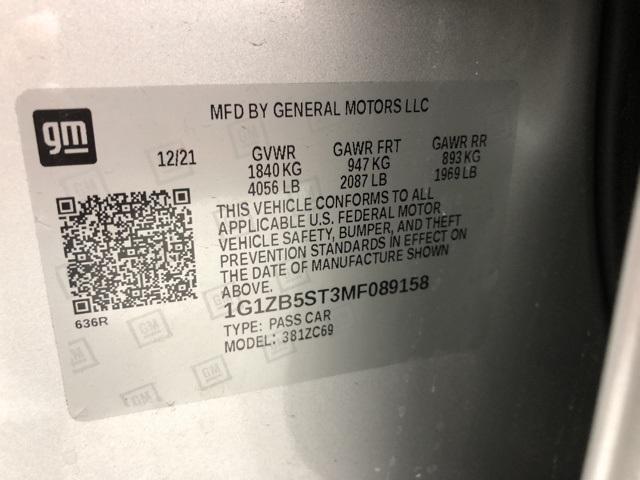 gm
MFD BY GENERAL MOTORS LLC
12/21 GVWR GAWR FRT GAWR RR
1840 KG 947 KG 893 KG
4056 LB 2087 LB 1969 LB
THIS VEHICLE CONFORMS TO ALL
APPLICABLE U.S. FEDERAL MOTOR
VEHICLE SAFETY, BUMPER, AND THEFT
PREVENTION STANDARDS IN EFFECT ON
THE DATE OF MANUFACTURE SHOWN
ABOVE.
1G1ZB5ST3MF089158
TYPE: PASS CAR
MODEL: 381ZC69
636R